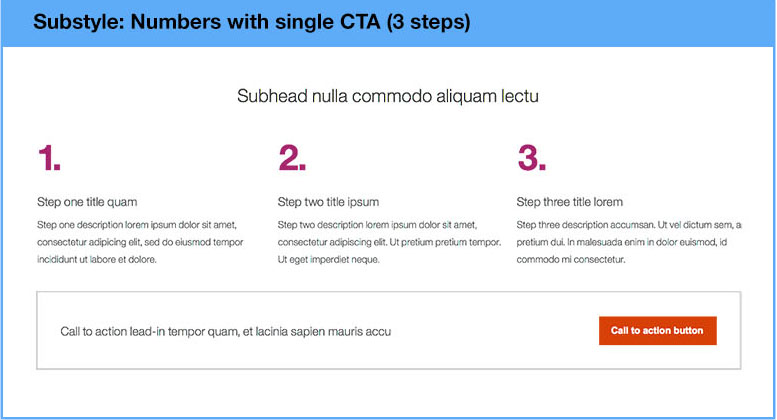 Substyle: Numbers with single CTA (3 steps)
Subhead nulla commodo aliquam lectu
1.
Step one title quam
Step one description lorem ipsum dolor sit amet,
consectetur adipicing elit, sed do eiusmod tempor
incididunt ut labore et dolore.
2.
Step two title ipsum
Step two description lorem ipsum dolor sit amet,
consectetur adipiscing elit. Ut pretium pretium tempor.
Ut eget imperdiet neque.
3.
Step three title lorem
Step three description accumsan. Ut vel dictum sem, a
pretium dui. In malesuada enim in dolor euismod, id
commodo mi consectetur.
Call to action lead-in tempor quam, et lacinia sapien mauris accu
Call to action button